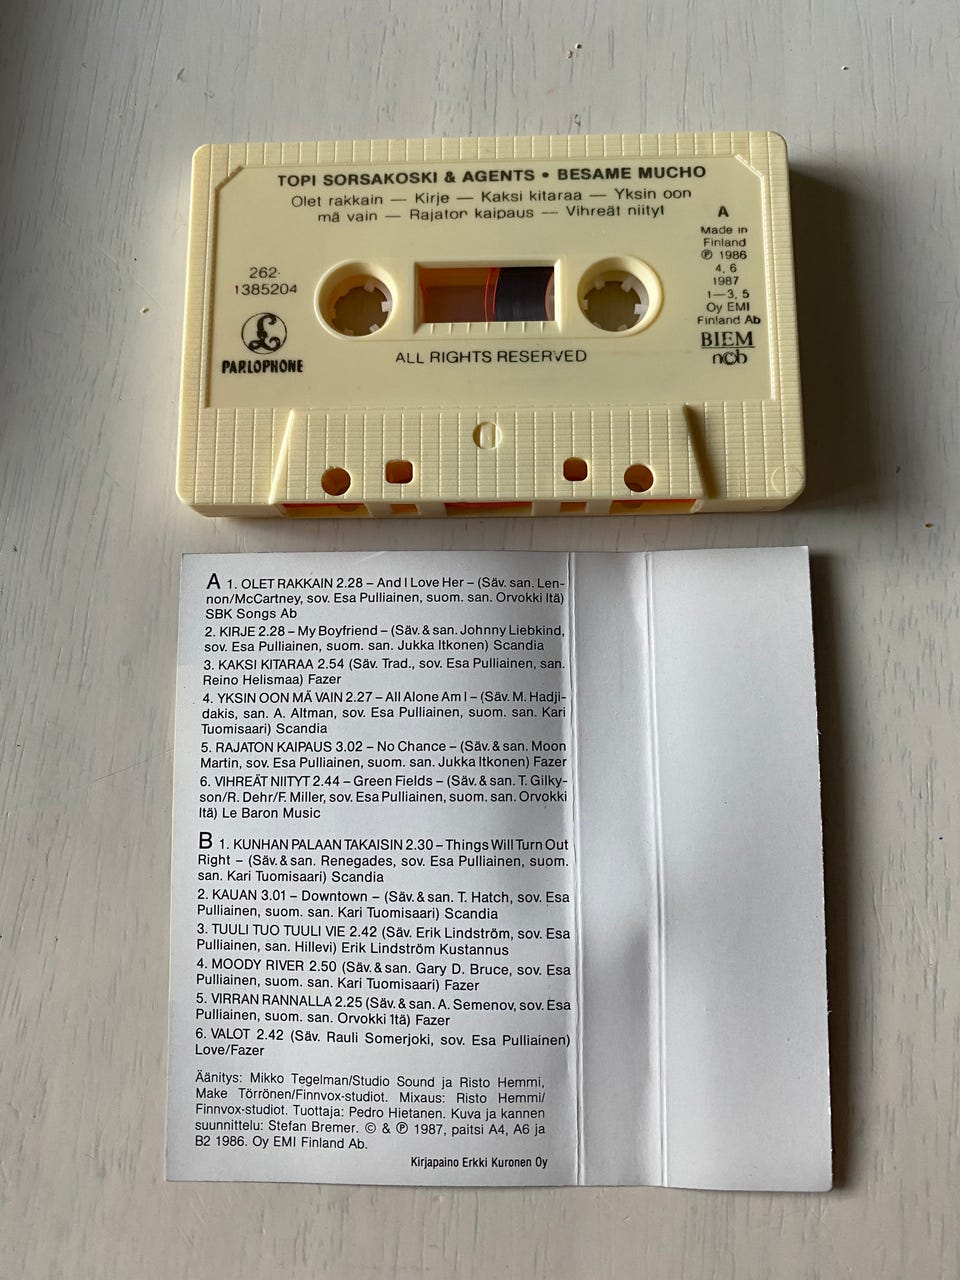 TOPI SORSAKOSKI & AGENTS • BESAME MUCHO
Olet rakkain — Kirje — Kaksi kitaraa — Yksin oon
mä vain — Rajaton kaipaus — Vihreät niityt
A
Made in
Finland
℗ 1986
4, 6
1987
1—3, 5
Oy EMI
Finland Ab
BIEM
ncb
262-
1385204
£
PARLOPHONE
ALL RIGHTS RESERVED
A 1. OLET RAKKAIN 2.28 – And I Love Her – (Säv. san. Len-
non/McCartney, sov. Esa Pulliainen, suom. san. Orvokki Itä)
SBK Songs Ab
2. KIRJE 2.28 – My Boyfriend – (Säv. & san. Johnny Liebkind,
sov. Esa Pulliainen, suom. san. Jukka Itkonen) Scandia
3. KAKSI KITARAA 2.54 (Säv. Trad., sov. Esa Pulliainen, san.
Reino Helismaa) Fazer
4. YKSIN OON MÄ VAIN 2.27 – All Alone Am I – (Säv. M. Hadji-
dakis, san. A. Altman, sov. Esa Pulliainen, suom. san. Kari
Tuomisaari) Scandia
5. RAJATON KAIPAUS 3.02 – No Chance – (Säv. & san. Moon
Martin, sov. Esa Pulliainen, suom. san. Jukka Itkonen) Fazer
6. VIHREÄT NIITYT 2.44 – Green Fields – (Säv. & san. T. Gilky-
son/R. Dehr/F. Miller, sov. Esa Pulliainen, suom. san. Orvokki
Itä) Le Baron Music
B 1. KUNHAN PALAAN TAKAISIN 2.30 – Things Will Turn Out
Right – (Säv. & san. Renegades, sov. Esa Pulliainen, suom.
san. Kari Tuomisaari) Scandia
2. KAUAN 3.01 – Downtown – (Säv. & san. T. Hatch, sov. Esa
Pulliainen, suom. san. Kari Tuomisaari) Scandia
3. TUULI TUO TUULI VIE 2.42 (Säv. Erik Lindström, sov. Esa
Pulliainen, san. Hillevi) Erik Lindström Kustannus
4. MOODY RIVER 2.50 (Säv. & san. Gary D. Bruce, sov. Esa
Pulliainen, suom. san. Kari Tuomisaari) Fazer
5. VIRRAN RANNALLA 2.25 (Säv. & san. A. Semenov, sov. Esa
Pulliainen, suom. san. Orvokki 1tä) Fazer
6. VALOT 2.42 (Säv. Rauli Somerjoki, sov. Esa Pulliainen)
Love/Fazer
Äänitys: Mikko Tegelman/Studio Sound ja Risto Hemmi,
Make Törrönen/Finnvox-studiot. Mixaus: Risto Hemmi/
Finnvox-studiot. Tuottaja: Pedro Hietanen. Kuva ja kannen
suunnittelu: Stefan Bremer. © & ℗ 1987, paitsi A4, A6 ja
B2 1986. Oy EMI Finland Ab.
Kirjapaino Erkki Kuronen Oy